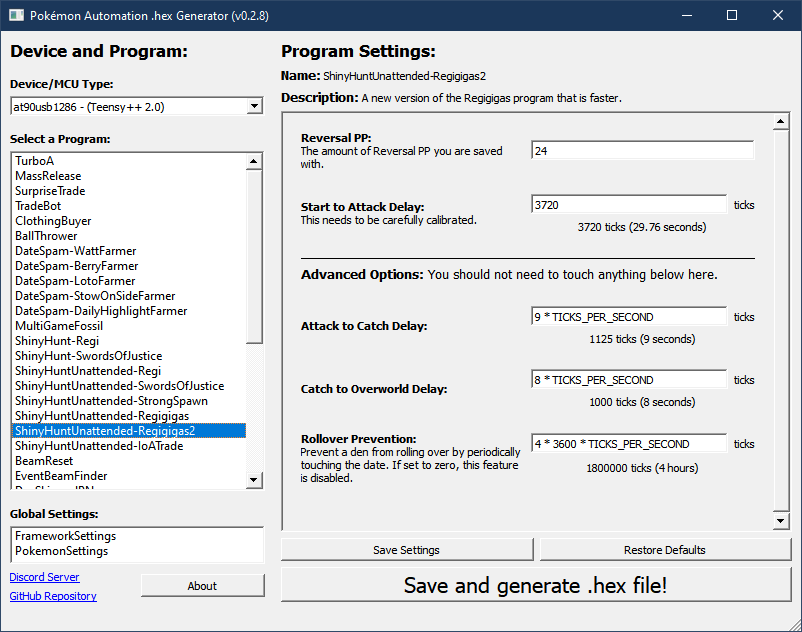 Pokémon Automation .hex Generator (v0.2.8)
Device and Program:
Device/MCU Type:
at90usb1286 - (Teensy++ 2.0)
Select a Program:
TurboA
MassRelease
SurpriseTrade
TradeBot
ClothingBuyer
BallThrower
DateSpam-WattFarmer
DateSpam-BerryFarmer
DateSpam-LotoFarmer
DateSpam-StowOnSideFarmer
DateSpam-DailyHighlightFarmer
MultiGameFossil
ShinyHunt-Regi
ShinyHunt-SwordsOfJustice
ShinyHuntUnattended-Regi
ShinyHuntUnattended-SwordsOfJustice
ShinyHuntUnattended-StrongSpawn
ShinyHuntUnattended-Regigigas
ShinyHuntUnattended-Regigigas2
ShinyHuntUnattended-IoATrade
BeamReset
EventBeamFinder
Global Settings:
FrameworkSettings
PokemonSettings
Discord Server
GitHub Repository
About
Program Settings:
Name: ShinyHuntUnattended-Regigigas2
Description: A new version of the Regigigas program that is faster.
Reversal PP:
The amount of Reversal PP you are saved
with.
24
Start to Attack Delay:
This needs to be carefully calibrated.
3720 ticks
3720 ticks (29.76 seconds)
Advanced Options: You should not need to touch anything below here.
Attack to Catch Delay:
9 * TICKS_PER_SECOND ticks
1125 ticks (9 seconds)
Catch to Overworld Delay:
8 * TICKS_PER_SECOND ticks
1000 ticks (8 seconds)
Rollover Prevention:
Prevent a den from rolling over by periodically
touching the date. If set to zero, this feature
is disabled.
4 * 3600 * TICKS_PER_SECOND ticks
1800000 ticks (4 hours)
Save Settings
Restore Defaults
Save and generate .hex file!